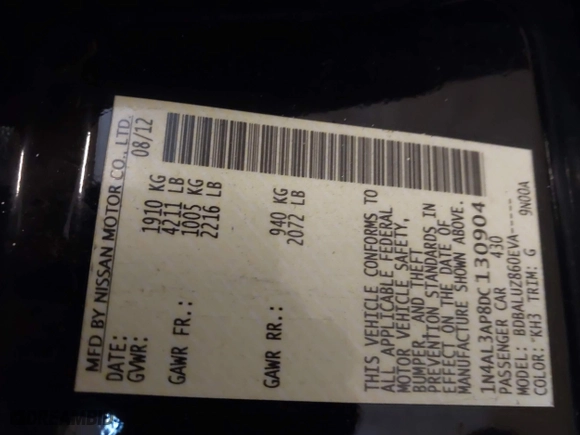 MFD BY NISSAN MOTOR CO., LTD.
DATE: 08/12
GVWR: 1910 KG
4211 LB
GAWR FR.: 1005 KG
2216 LB
GAWR RR.: 940 KG
2072 LB
THIS VEHICLE CONFORMS TO
ALL APPLICABLE FEDERAL
MOTOR VEHICLE SAFETY,
BUMPER, AND THEFT
PREVENTION STANDARDS IN
EFFECT ON THE DATE OF
MANUFACTURE SHOWN ABOVE.
1N4AL3AP8DC130904
PASSENGER CAR 430
MODEL: BDBALUZ860EVA-----
COLOR: KH3 TRIM: G 9N00A